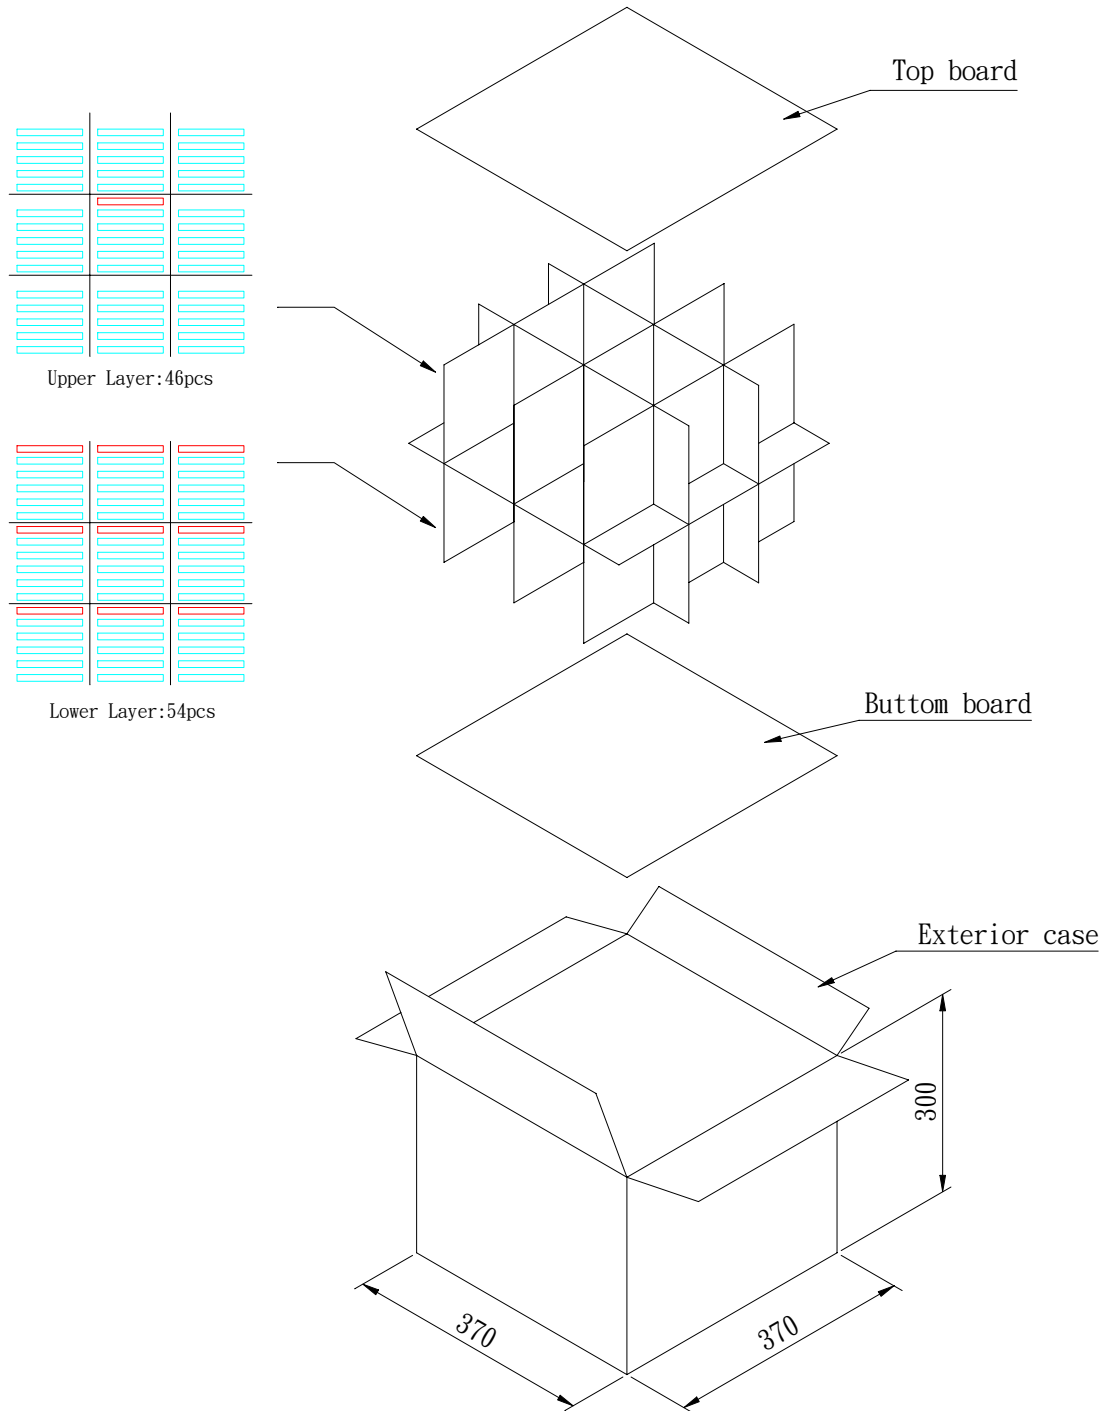 Top board
Upper Layer:46pcs
Lower Layer:54pcs
Buttom board
Exterior case
300
370
370